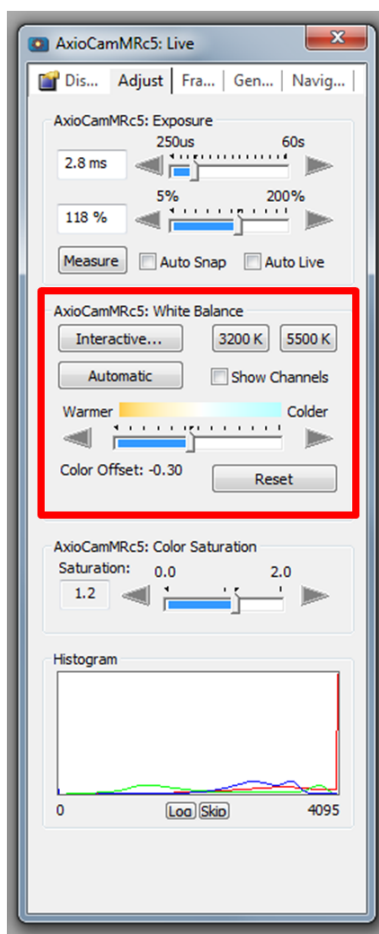 AxioCamMRc5: Live
Dis... Adjust Fra... Gen... Navig...
AxioCamMRc5: Exposure
250us 60s
2.8 ms
5% 200%
118 %
Measure Auto Snap Auto Live
AxioCamMRc5: White Balance
Interactive... 3200 K 5500 K
Automatic Show Channels
Warmer Colder
Color Offset: -0.30 Reset
AxioCamMRc5: Color Saturation
Saturation: 0.0 2.0
1.2
Histogram
0 Log Skip 4095